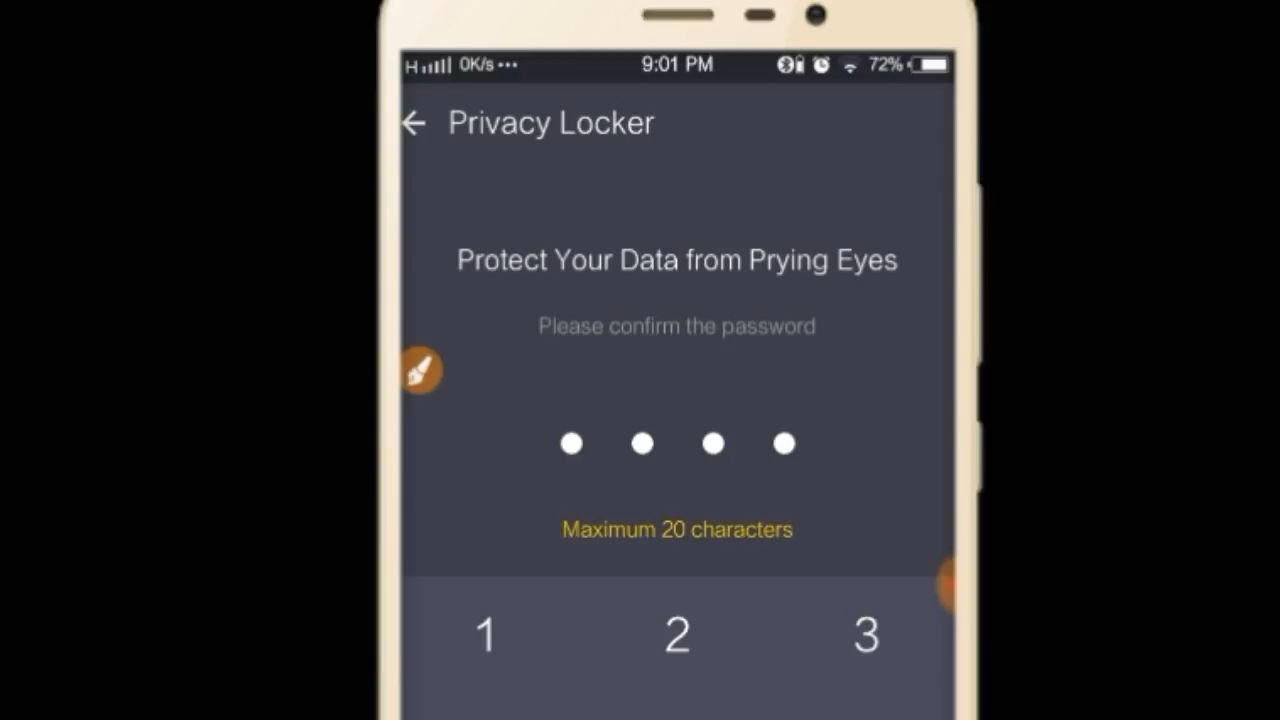 H 0K/s ... 9:01 PM 72%
Privacy Locker
Protect Your Data from Prying Eyes
Please confirm the password
Maximum 20 characters
1 2 3